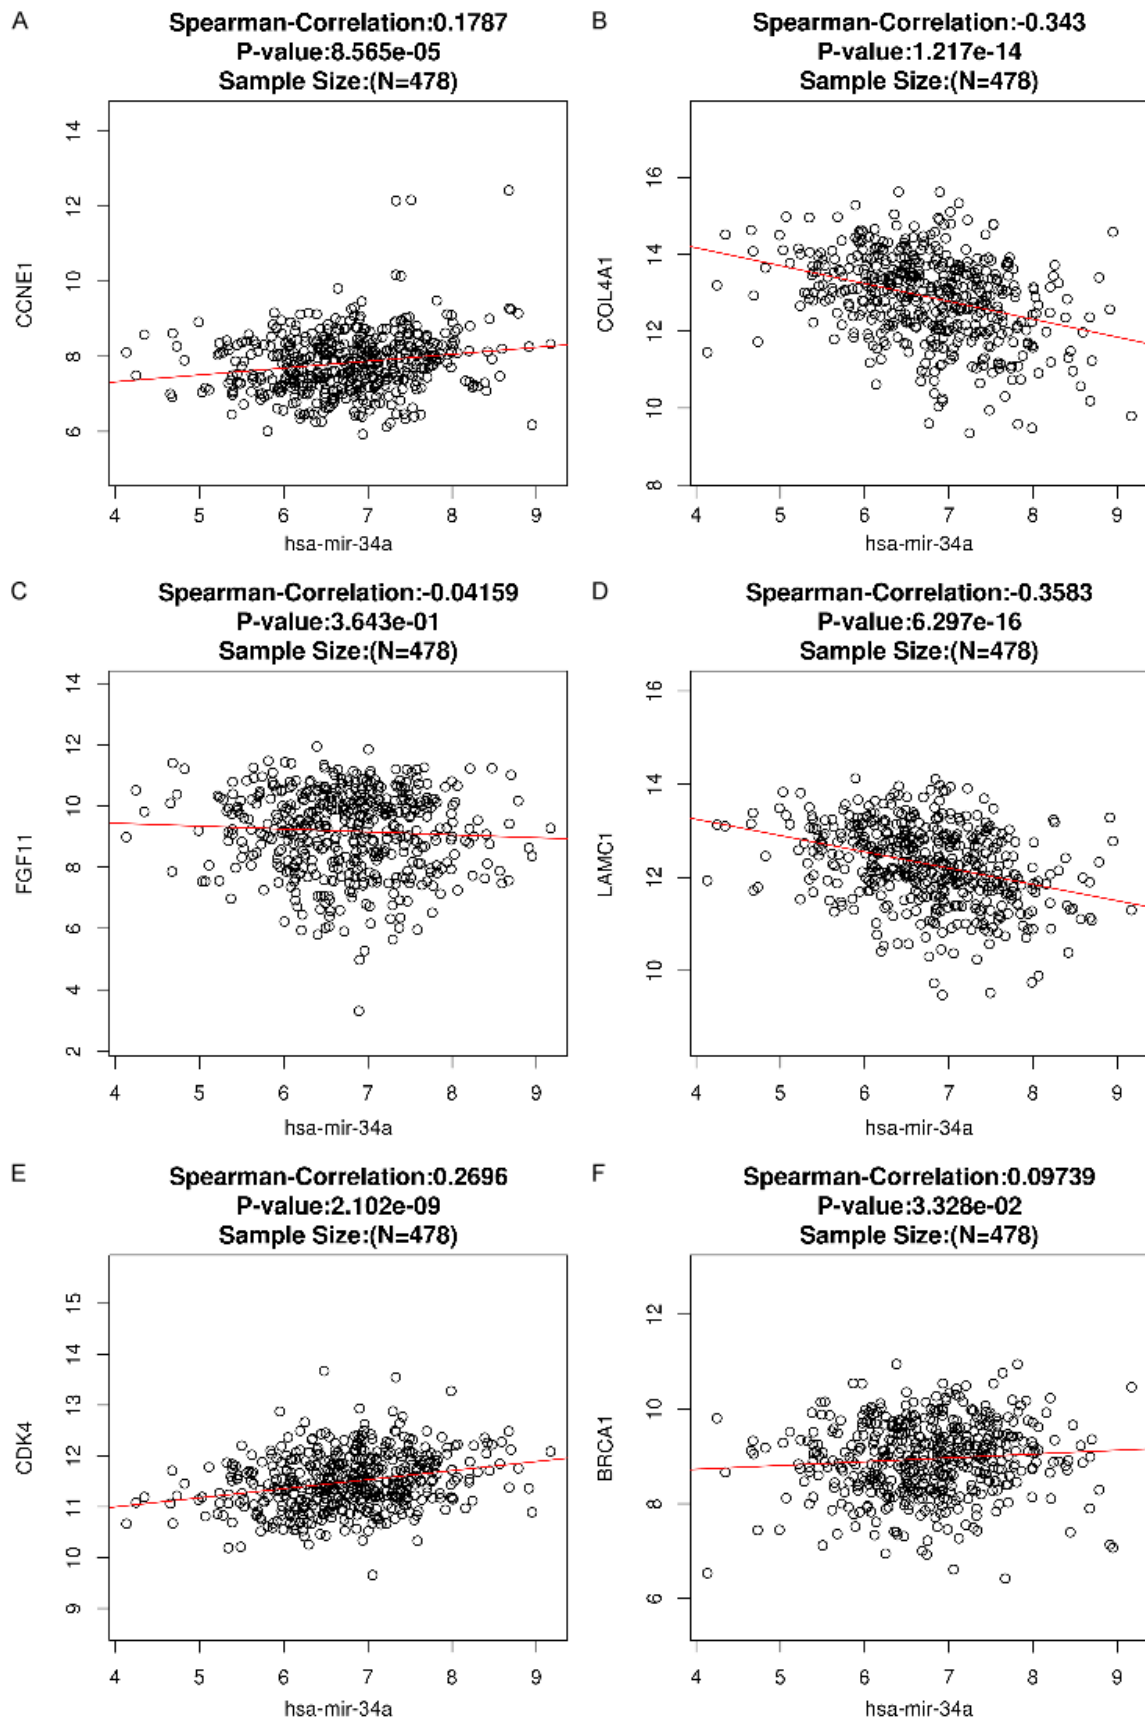 A
Spearman-Correlation:0.1787
P-value:8.565e-05
Sample Size:(N=478)
14
12
10
8
6
CCNE1
4 5 6 7 8 9
hsa-mir-34a
B
Spearman-Correlation:-0.343
P-value:1.217e-14
Sample Size:(N=478)
16
14
12
10
8
COL4A1
4 5 6 7 8 9
hsa-mir-34a
C
Spearman-Correlation:-0.04159
P-value:3.643e-01
Sample Size:(N=478)
14
12
10
8
6
4
2
FGF11
4 5 6 7 8 9
hsa-mir-34a
D
Spearman-Correlation:-0.3583
P-value:6.297e-16
Sample Size:(N=478)
16
14
12
10
LAMC1
4 5 6 7 8 9
hsa-mir-34a
E
Spearman-Correlation:0.2696
P-value:2.102e-09
Sample Size:(N=478)
15
14
13
12
11
10
9
CDK4
4 5 6 7 8 9
hsa-mir-34a
F
Spearman-Correlation:0.09739
P-value:3.328e-02
Sample Size:(N=478)
12
10
8
6
BRCA1
4 5 6 7 8 9
hsa-mir-34a